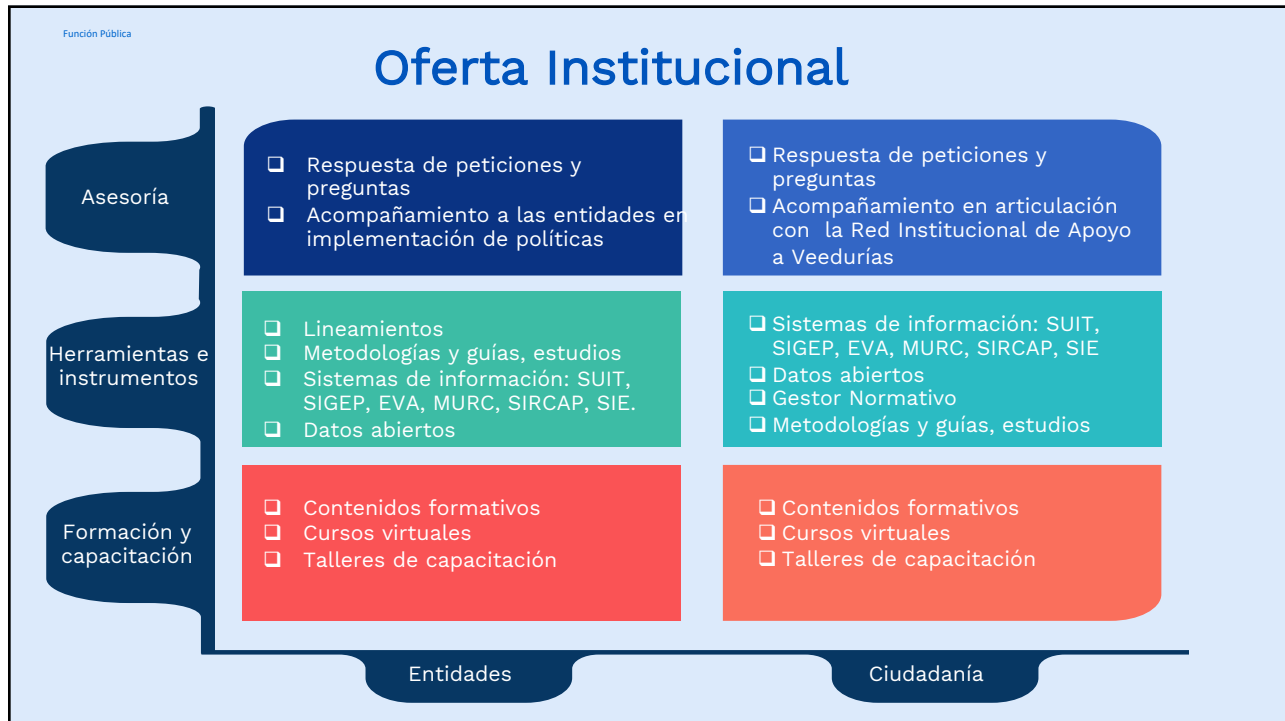 Función Pública
Oferta Institucional
Asesoría
❑ Respuesta de peticiones y
preguntas
❑ Acompañamiento a las entidades en
implementación de políticas
❑ Respuesta de peticiones y
preguntas
❑ Acompañamiento en articulación
con la Red Institucional de Apoyo
a Veedurías
Herramientas e
instrumentos
❑ Lineamientos
❑ Metodologías y guías, estudios
❑ Sistemas de información: SUIT,
SIGEP, EVA, MURC, SIRCAP, SIE.
❑ Datos abiertos
❑ Sistemas de información: SUIT,
SIGEP, EVA, MURC, SIRCAP, SIE
❑ Datos abiertos
❑ Gestor Normativo
❑ Metodologías y guías, estudios
Formación y
capacitación
❑ Contenidos formativos
❑ Cursos virtuales
❑ Talleres de capacitación
❑ Contenidos formativos
❑ Cursos virtuales
❑ Talleres de capacitación
Entidades
Ciudadanía